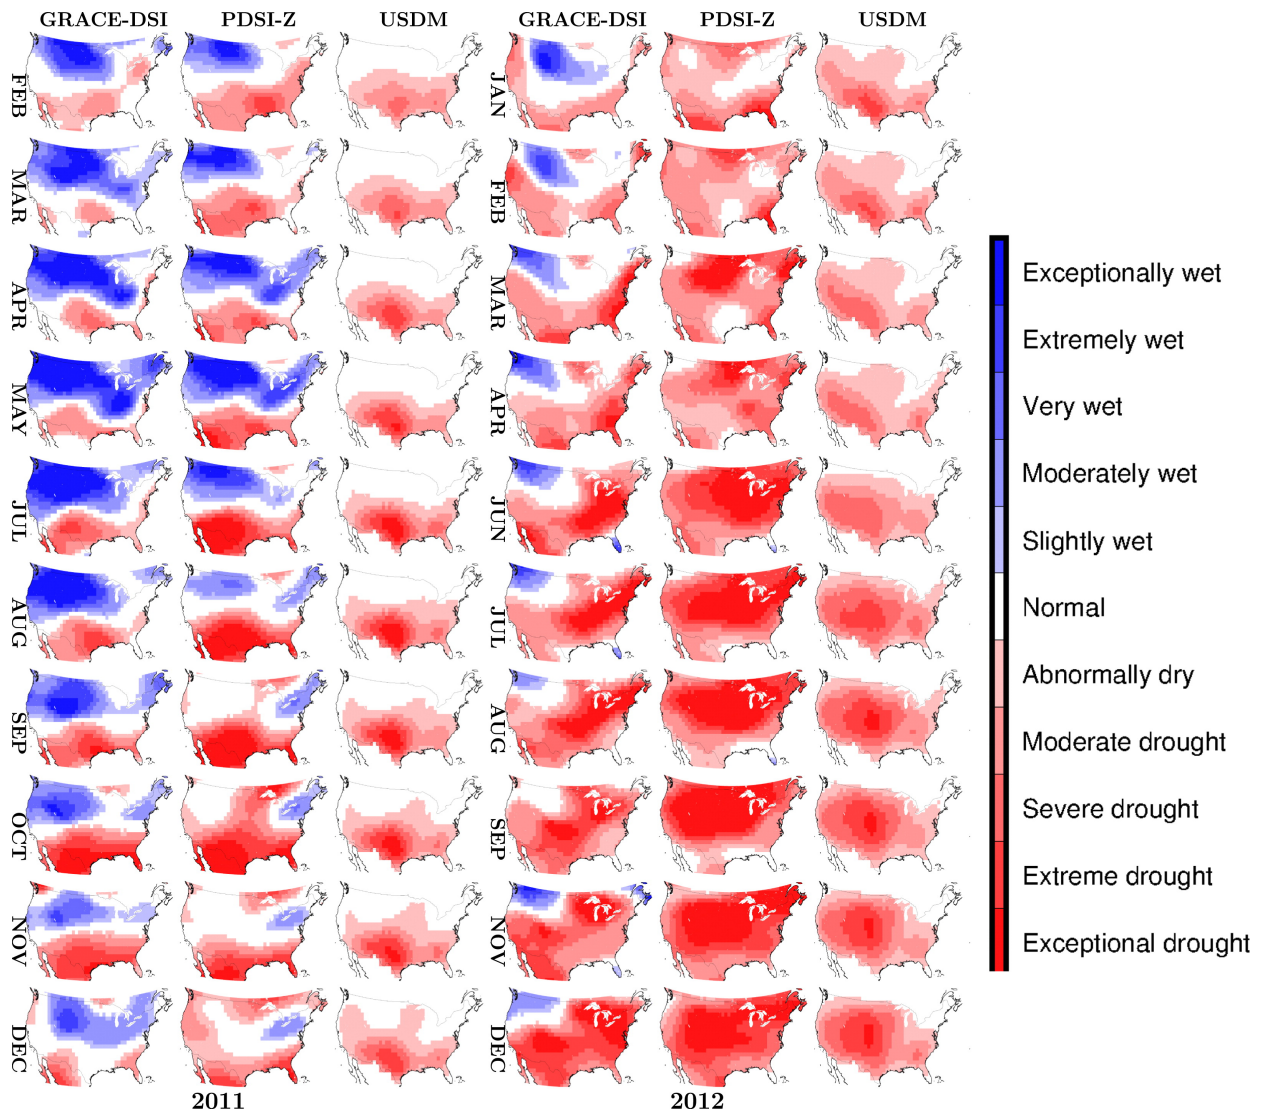 GRACE-DSI PDSI-Z USDM GRACE-DSI PDSI-Z USDM
FEB JAN
MAR FEB
APR MAR
MAY APR
JUL JUN
AUG JUL
SEP AUG
OCT SEP
NOV NOV
DEC DEC
2011 2012
Exceptionally wet
Extremely wet
Very wet
Moderately wet
Slightly wet
Normal
Abnormally dry
Moderate drought
Severe drought
Extreme drought
Exceptional drought